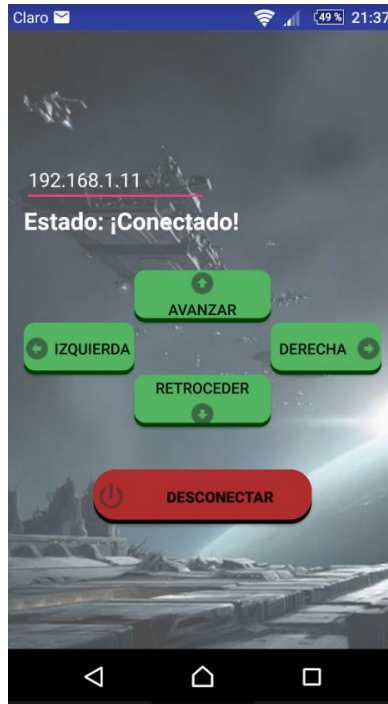 Claro 49% 21:37
192.168.1.11
Estado: ¡Conectado!
AVANZAR
IZQUIERDA DERECHA
RETROCEDER
DESCONECTAR